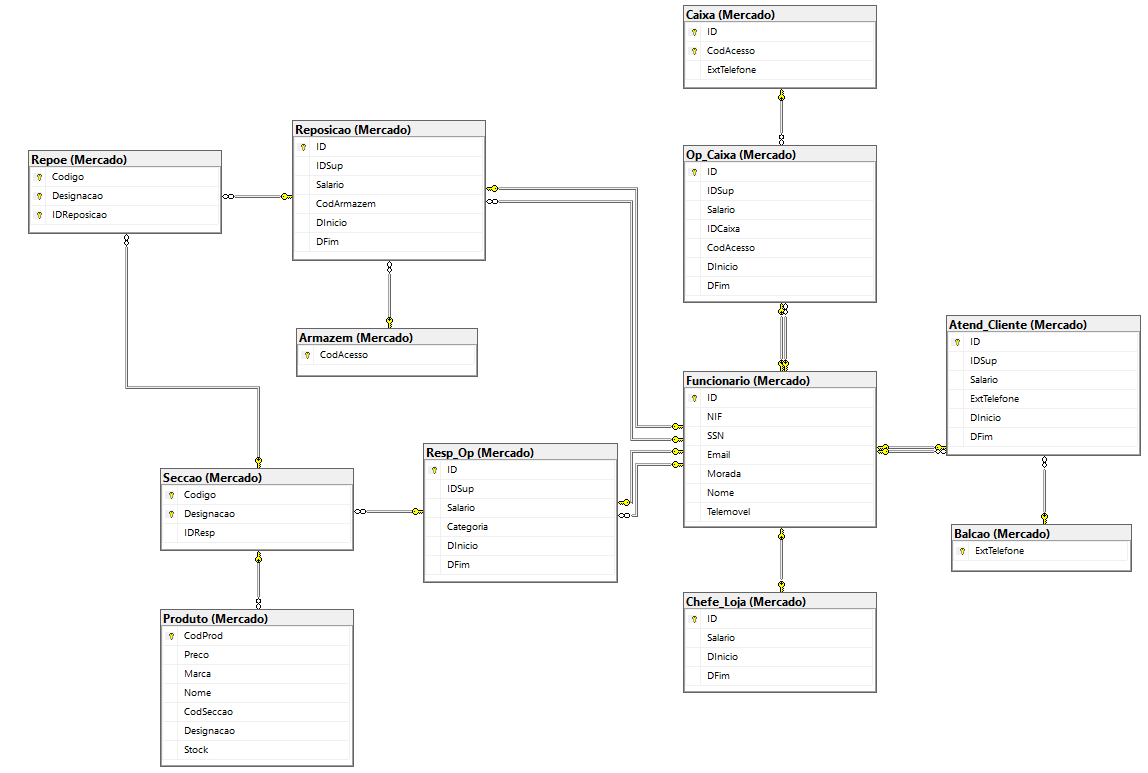 Caixa (Mercado)
ID
CodAcesso
ExtTelefone
Reposicao (Mercado)
ID
IDSup
Salario
CodArmazem
DInicio
DFim
Repoe (Mercado)
Codigo
Designacao
IDReposicao
Op_Caixa (Mercado)
ID
IDSup
Salario
IDCaixa
CodAcesso
DInicio
DFim
Armazem (Mercado)
CodAcesso
Atend_Cliente (Mercado)
ID
IDSup
Salario
ExtTelefone
DInicio
DFim
Funcionario (Mercado)
ID
NIF
SSN
Email
Morada
Nome
Telemovel
Resp_Op (Mercado)
ID
IDSup
Salario
Categoria
DInicio
DFim
Seccao (Mercado)
Codigo
Designacao
IDResp
Balcao (Mercado)
ExtTelefone
Chefe_Loja (Mercado)
ID
Salario
DInicio
DFim
Produto (Mercado)
CodProd
Preco
Marca
Nome
CodSeccao
Designacao
Stock